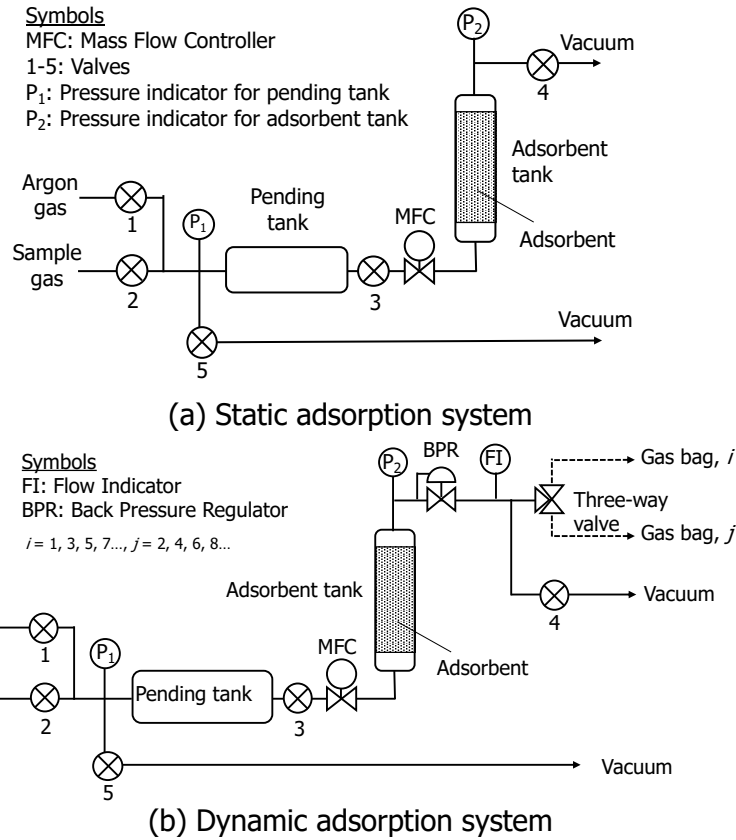 Symbols
MFC: Mass Flow Controller
1-5: Valves
P₁: Pressure indicator for pending tank
P₂: Pressure indicator for adsorbent tank
P₂
Vacuum
4
Adsorbent
tank
Adsorbent
Argon
gas
1
P₁
Pending
tank
MFC
Sample
gas
2
3
5
Vacuum
(a) Static adsorption system
Symbols
FI: Flow Indicator
BPR: Back Pressure Regulator
i = 1, 3, 5, 7..., j = 2, 4, 6, 8...
P₂
BPR
FI
Gas bag, i
Three-way
valve
Gas bag, j
Vacuum
4
Adsorbent tank
Adsorbent
1
P₁
MFC
Pending tank
2
3
5
Vacuum
(b) Dynamic adsorption system